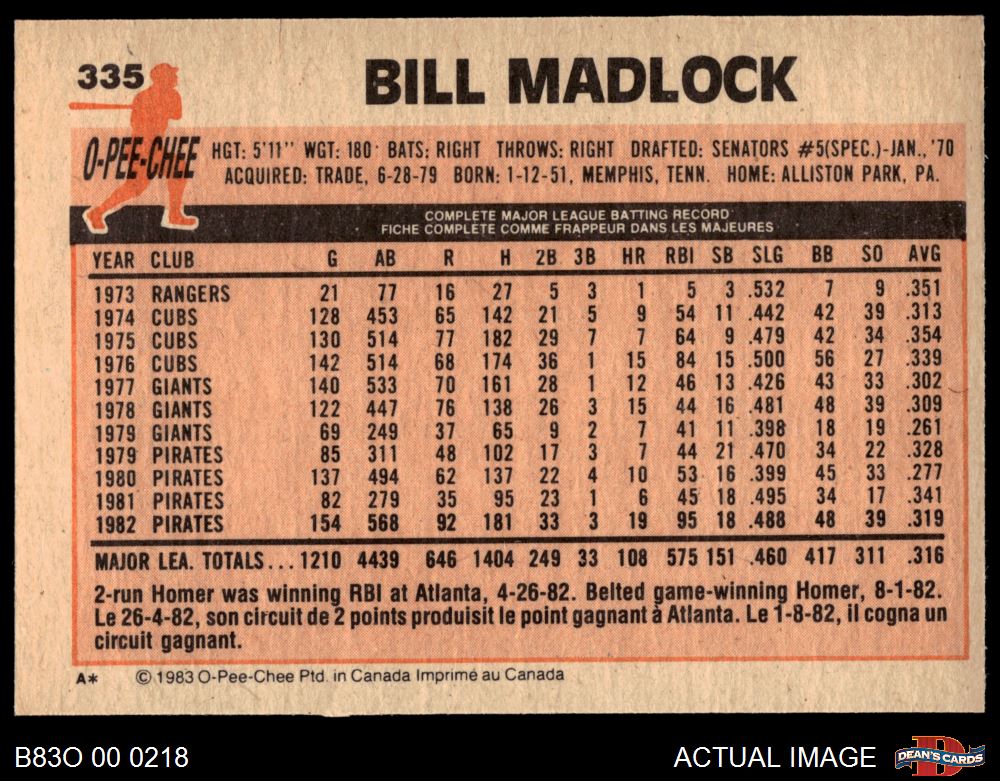 335
BILL MADLOCK
O-PEE-CHEE
HGT: 5'11" WGT: 180 BATS: RIGHT THROWS: RIGHT DRAFTED: SENATORS #5(SPEC.)-JAN., '70
ACQUIRED: TRADE, 6-28-79 BORN: 1-12-51, MEMPHIS, TENN. HOME: ALLISTON PARK, PA.
COMPLETE MAJOR LEAGUE BATTING RECORD
FICHE COMPLÈTE COMME FRAPPEUR DANS LES MAJEURES
YEAR CLUB G AB R H 2B 3B HR RBI SB SLG BB SO AVG
1973 RANGERS 21 77 16 27 5 3 1 5 3 .532 7 9 .351
1974 CUBS 128 453 65 142 21 5 9 54 11 .442 42 39 .313
1975 CUBS 130 514 77 182 29 7 7 64 9 .479 42 34 .354
1976 CUBS 142 514 68 174 36 1 15 84 15 .500 56 27 .339
1977 GIANTS 140 533 70 161 28 1 12 46 13 .426 43 33 .302
1978 GIANTS 122 447 76 138 26 3 15 44 16 .481 48 39 .309
1979 GIANTS 69 249 37 65 9 2 7 41 11 .398 18 19 .261
1979 PIRATES 85 311 48 102 17 3 7 44 21 .470 34 22 .328
1980 PIRATES 137 494 62 137 22 4 10 53 16 .399 45 33 .277
1981 PIRATES 82 279 35 95 23 1 6 45 18 .495 34 17 .341
1982 PIRATES 154 568 92 181 33 3 19 95 18 .488 48 39 .319
MAJOR LEA. TOTALS... 1210 4439 646 1404 249 33 108 575 151 .460 417 311 .316
2-run Homer was winning RBI at Atlanta, 4-26-82. Belted game-winning Homer, 8-1-82.
Le 26-4-82, son circuit de 2 points produisit le point gagnant à Atlanta. Le 1-8-82, il cogna un
circuit gagnant.
A* © 1983 O-Pee-Chee Ptd. in Canada Imprimé au Canada
B83O 00 0218 ACTUAL IMAGE DEAN'S CARDS